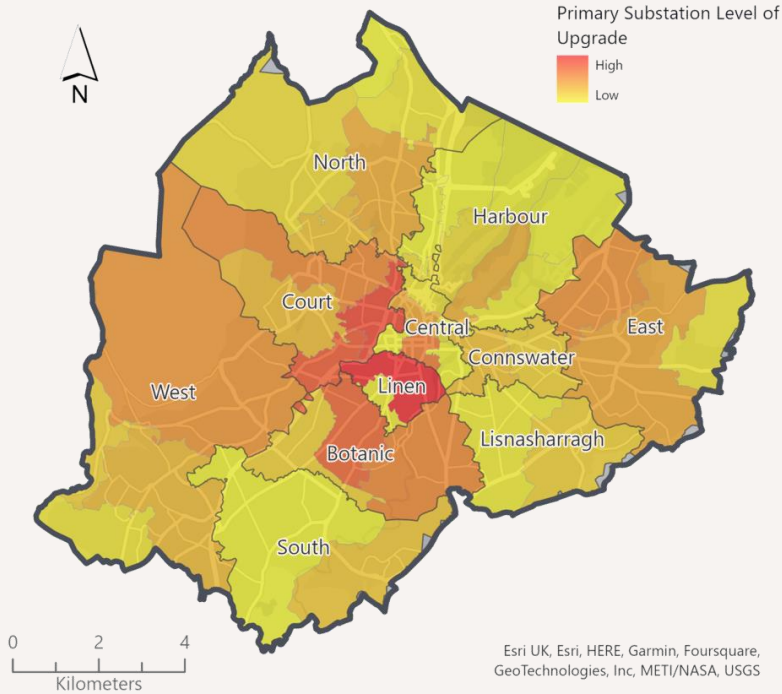 Primary Substation Level of
Upgrade
High
Low
N
North
Harbour
Court
Central
East
Connswater
West
Linen
Lisnasharragh
Botanic
South
0 2 4
Kilometers
Esri UK, Esri, HERE, Garmin, Foursquare,
GeoTechnologies, Inc, METI/NASA, USGS